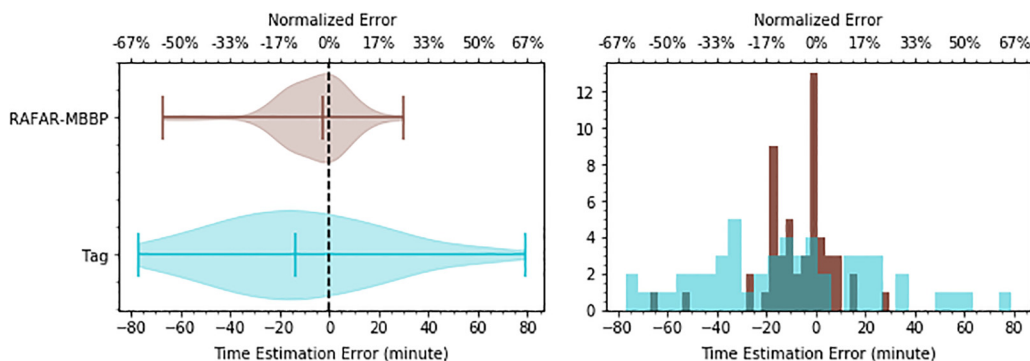 Normalized Error
-67% -50% -33% -17% 0% 17% 33% 50% 67%
RAFAR-MBBP
Tag
−80 −60 −40 −20 0 20 40 60 80
Time Estimation Error (minute)
Normalized Error
-67% -50% -33% -17% 0% 17% 33% 50% 67%
12
10
8
6
4
2
0
−80 −60 −40 −20 0 20 40 60 80
Time Estimation Error (minute)